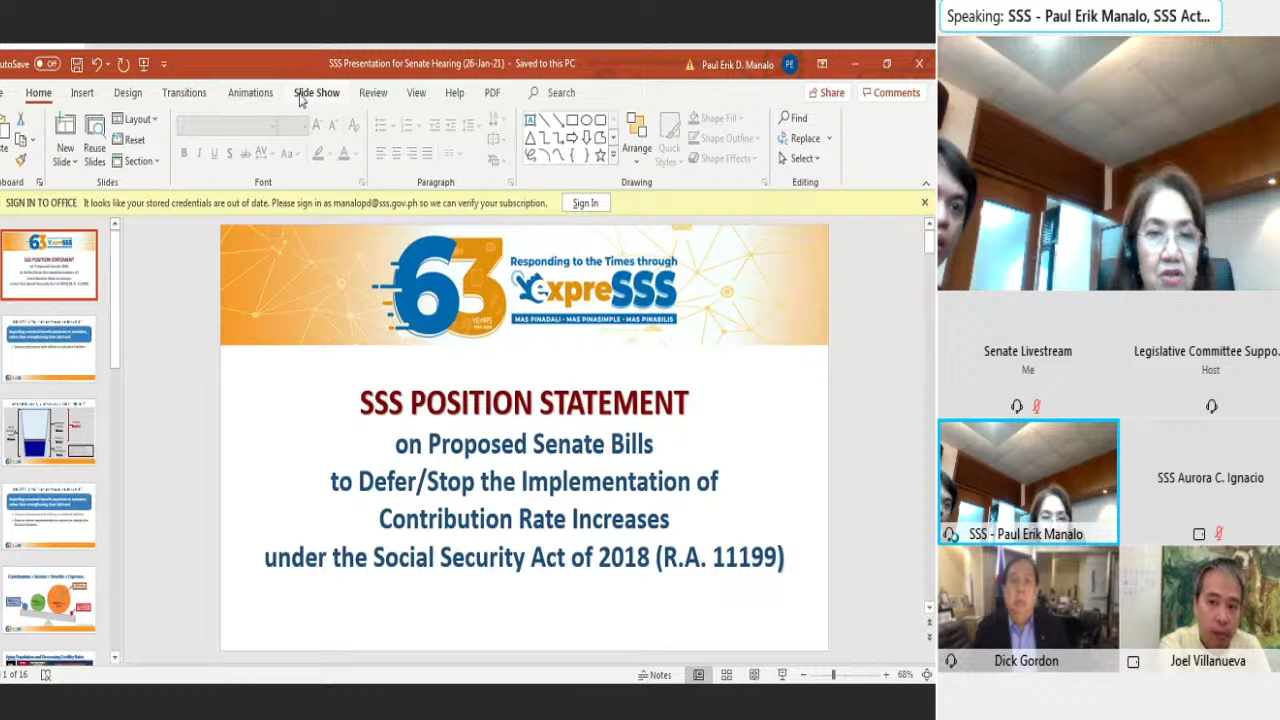 Speaking: SSS - Paul Erik Manalo, SSS Act...
utoSave Off
SSS Presentation for Senate Hearing (26-Jan-21) - Saved to this PC
Paul Erik D. Manalo PE
Home Insert Design Transitions Animations Slide Show Review View Help PDF Search
Share Comments
New Slide
Reuse Slides
Layout
Reset
Section
Arrange
Quick Styles
Shape Fill
Shape Outline
Shape Effects
Find
Replace
Select
board Slides Font Paragraph Drawing Editing
SIGN IN TO OFFICE It looks like your stored credentials are out of date. Please sign in as manalopd@sss.gov.ph so we can verify your subscription. Sign In
63
YEARS
Responding to the Times through
expreSSS
MAS PINADALI • MAS PINASIMPLE • MAS PINABILIS
SSS POSITION STATEMENT
on Proposed Senate Bills
to Defer/Stop the Implementation of
Contribution Rate Increases
under the Social Security Act of 2018 (R.A. 11199)
1 of 16
Notes
68%
Senate Livestream
Me
Legislative Committee Suppo...
Host
SSS - Paul Erik Manalo
SSS Aurora C. Ignacio
Dick Gordon
Joel Villanueva